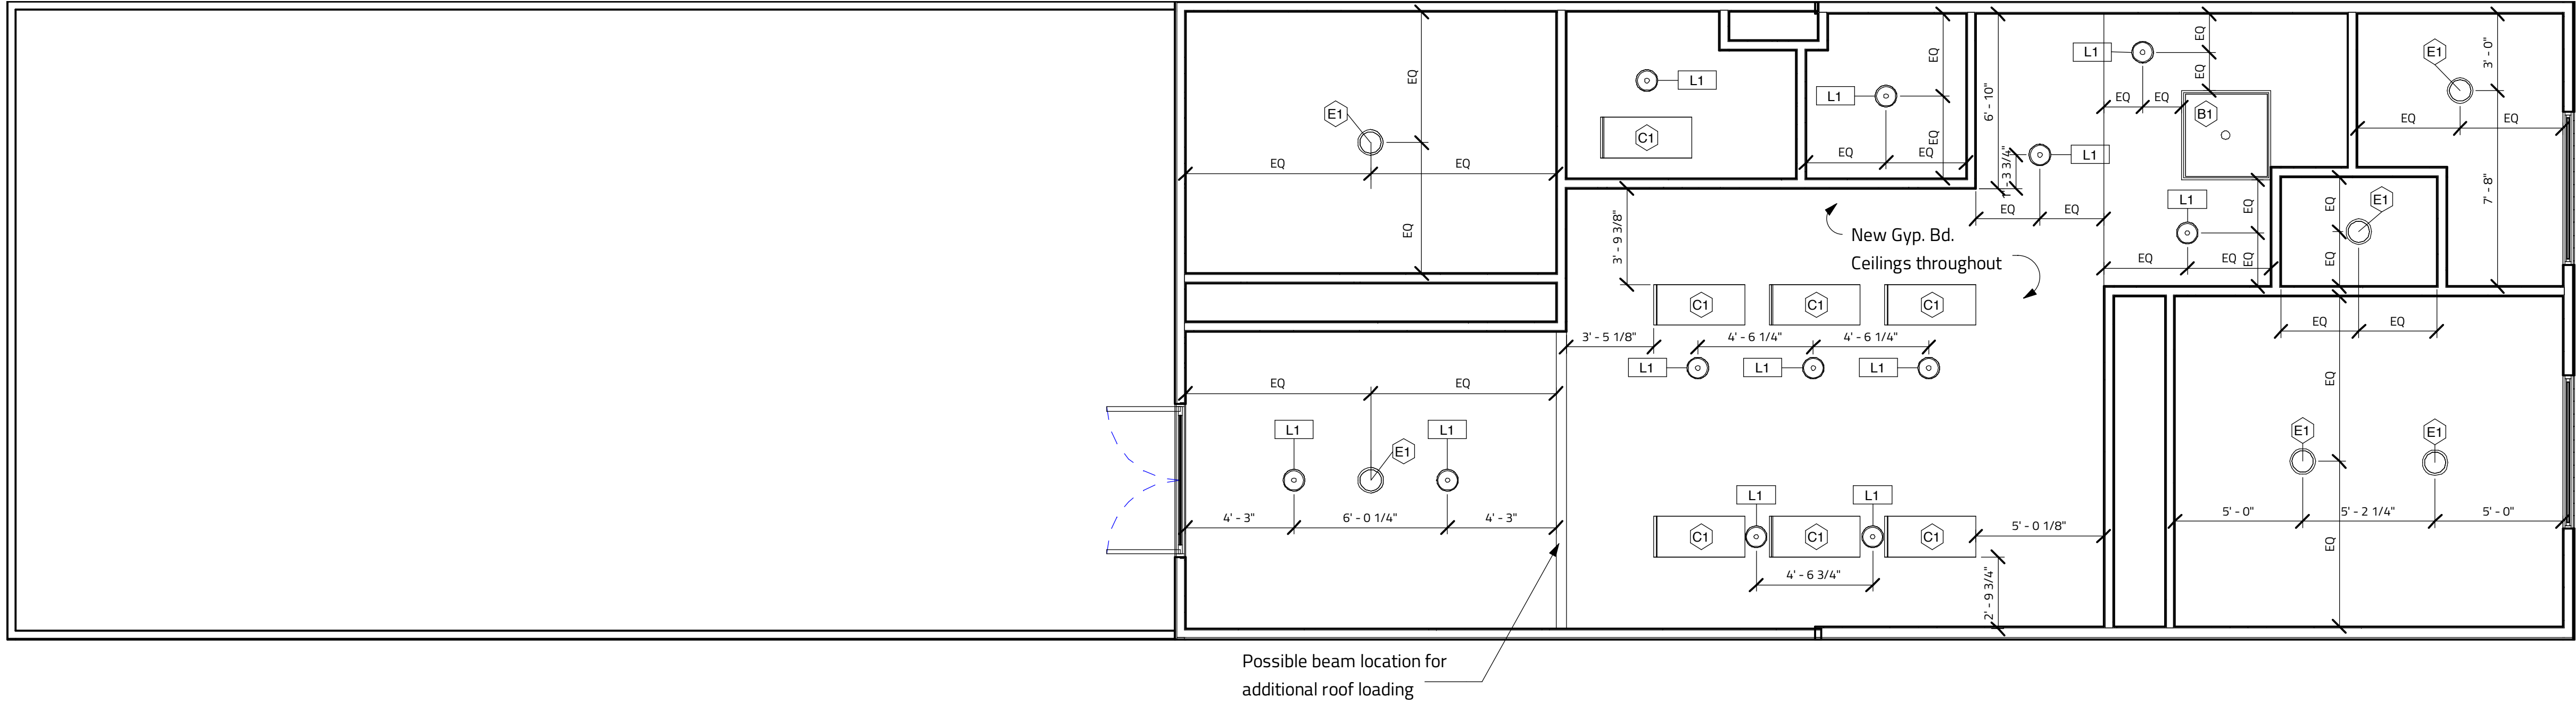 EQ
EQ
E1
EQ
EQ
L1
C1
L1
EQ
EQ
EQ
EQ
6' - 10"
1' - 3 3/4"
L1
EQ
EQ
L1
EQ
EQ
EQ
EQ
B1
L1
EQ
EQ
EQ
EQ
E1
3' - 0"
EQ
EQ
7' - 8"
E1
EQ
EQ
EQ
EQ
3' - 9 3/8"
New Gyp. Bd.
Ceilings throughout
C1
C1
C1
3' - 5 1/8"
4' - 6 1/4"
4' - 6 1/4"
L1
L1
L1
EQ
EQ
L1
E1
L1
4' - 3"
6' - 0 1/4"
4' - 3"
L1
L1
C1
C1
C1
5' - 0 1/8"
4' - 6 3/4"
2' - 9 3/4"
EQ
E1
E1
5' - 0"
5' - 2 1/4"
5' - 0"
EQ
Possible beam location for
additional roof loading